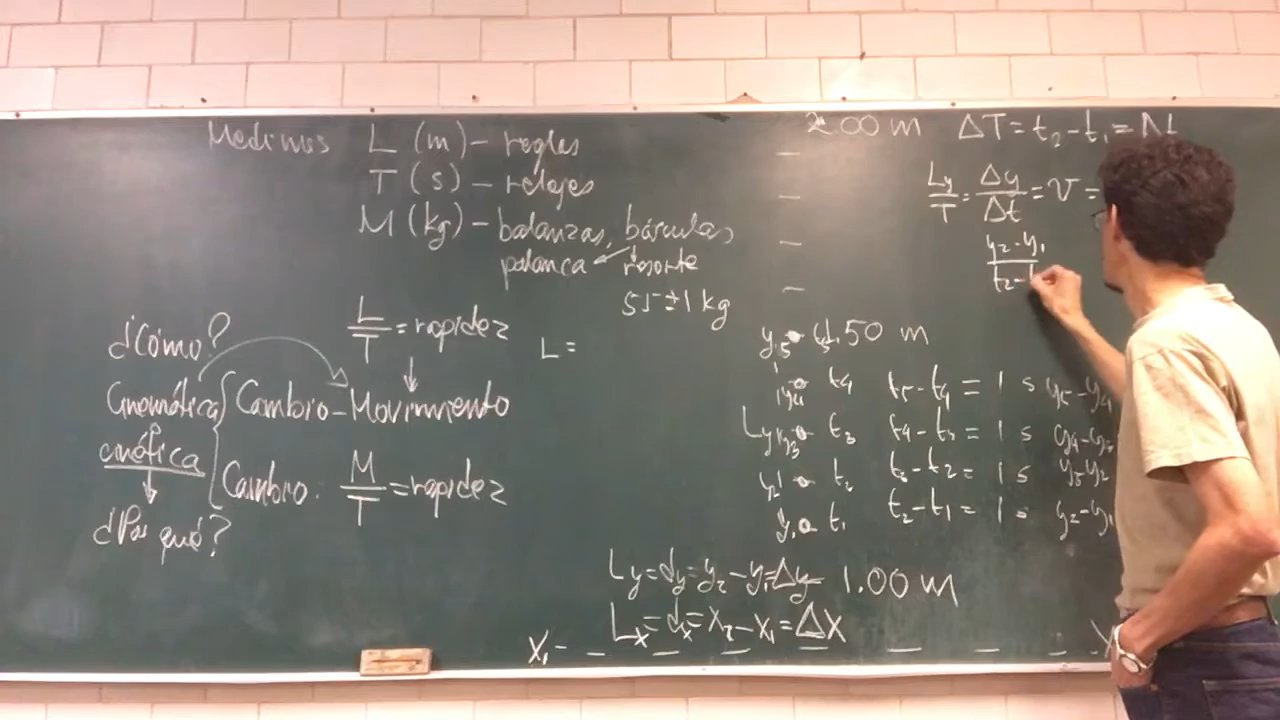 Medimos L (m) – reglas
T (s) – relojes
M (kg) – balanzas, básculas
palanca ← resorte
55 ± 1 kg
L/T = rapidez
L =
¿Cómo?
Cinemática
Cambio – Movimiento
cinética
Cambio. M/T = rapidez
¿Por qué?
2.00 m ΔT = t₂ - t₁ = Δt
Ly/T = Δy/Δt = v =
y₂ - y₁
t₂ -
1.50 m
y₅
y₄ t₄ t₅ - t₄ = 1 s y₅ - y₄
Ly y₃ t₃ t₄ - t₃ = 1 s y₄ - y₃
y₂ t₂ t₃ - t₂ = 1 s y₃ - y₂
y₁ t₁ t₂ - t₁ = 1 s y₂ - y₁
Ly = dy = y₂ - y₁ = Δy 1.00 m
Lx = dx = x₂ - x₁ = Δx
x₁